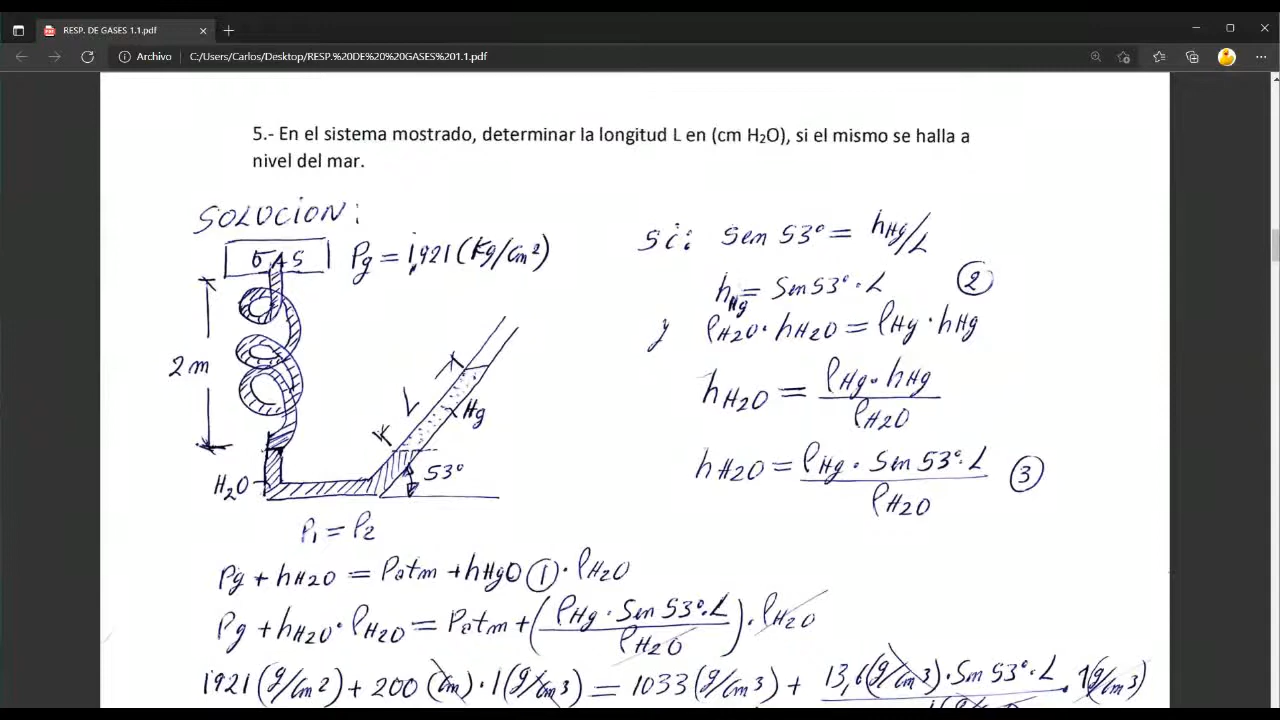 RESP. DE GASES 1.1.pdf
Archivo
C:/Users/Carlos/Desktop/RESP.%20DE%20%20GASES%201.1.pdf
5.- En el sistema mostrado, determinar la longitud L en (cm H₂O), si el mismo se halla a
nivel del mar.
SOLUCION:
GAS
Pg = 1,921 (Kg/cm²)
2m
L
Hg
H₂O
53°
P₁ = P₂
Pg + hH₂O = Patm + hHgO ① · ρH₂O
Pg + hH₂O · ρH₂O = Patm + (ρHg · Sen 53° · L / ρH₂O) · ρH₂O
1921 (g/cm²) + 200 (cm) · 1 (g/cm³) = 1033 (g/cm³) + 13,6 (g/cm³) · Sen 53° · L · 1 (g/cm³)
Si: Sen 53° = hHg/L
hHg = Sen 53° · L ②
y ρH₂O · hH₂O = ρHg · hHg
hH₂O = ρHg · hHg / ρH₂O
hH₂O = ρHg · Sen 53° · L / ρH₂O ③